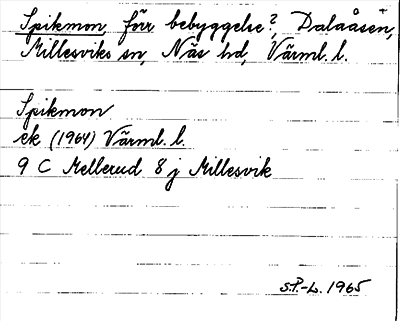 Spikmon, förr bebyggelse?, Dalaåsen,
Millesviks sn, Näs hd, Värml. l.
Spikmon
ek (1964) Värml. l.
9 C Mellerud 8 j Millesvik
S.P.-L. 1965